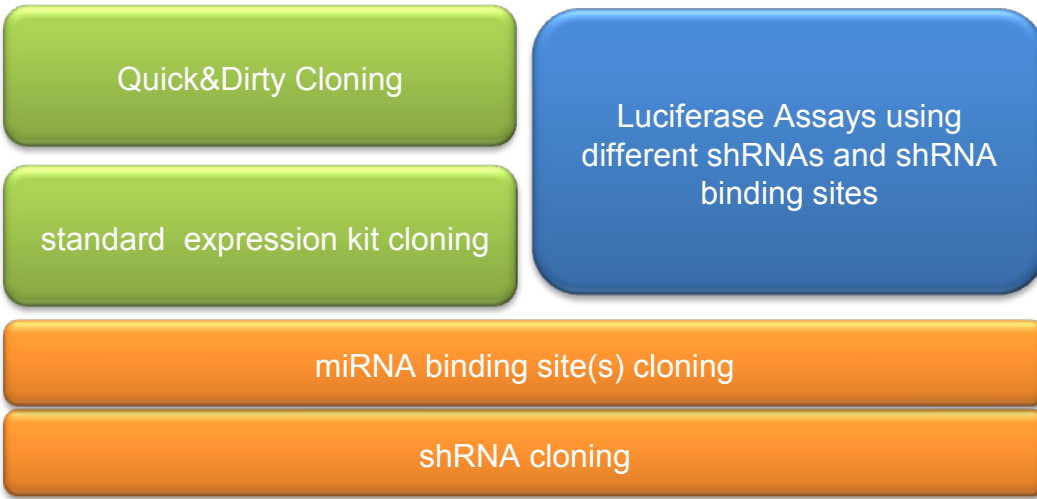 Quick&Dirty Cloning
standard expression kit cloning
Luciferase Assays using
different shRNAs and shRNA
binding sites
miRNA binding site(s) cloning
shRNA cloning